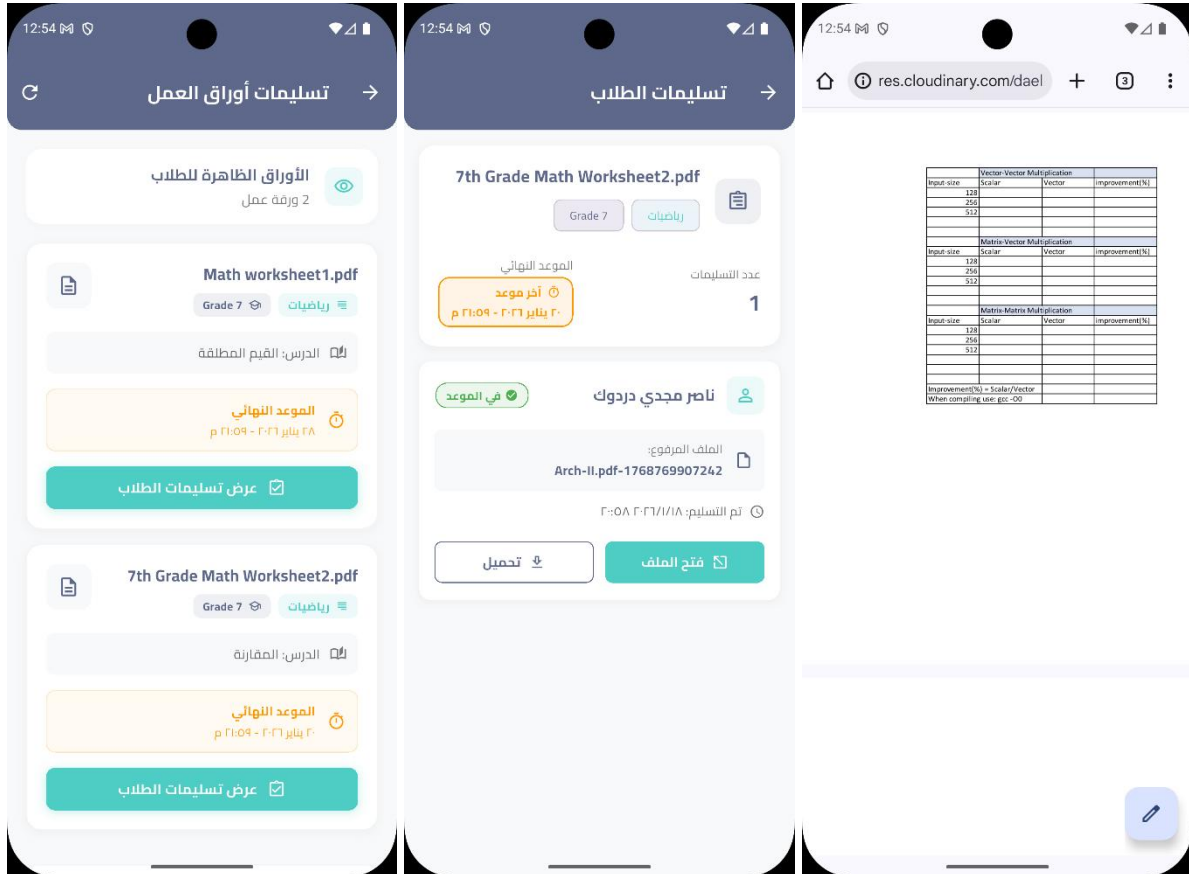 12:54
تسليمات أوراق العمل
الأوراق الظاهرة للطلاب
2 ورقة عمل
Math worksheet1.pdf
رياضيات
Grade 7
الدرس: القيم المطلقة
الموعد النهائي
٢٨ يناير ٢٠٢٦ - ٢١:٥٩ م
عرض تسليمات الطلاب
7th Grade Math Worksheet2.pdf
رياضيات
Grade 7
الدرس: المقارنة
الموعد النهائي
٢٠ يناير ٢٠٢٦ - ٢١:٥٩ م
عرض تسليمات الطلاب
12:54
تسليمات الطلاب
7th Grade Math Worksheet2.pdf
رياضيات
Grade 7
عدد التسليمات
1
الموعد النهائي
آخر موعد
٢٠ يناير ٢٠٢٦ - ٢١:٥٩ م
ناصر مجدي دردوك
في الموعد
الملف المرفوع:
Arch-II.pdf-1768769907242
تم التسليم: ٢٠٢٦/١/١٨ ٢٠:٥٨
فتح الملف
تحميل
12:54
res.cloudinary.com/dael
3
Vector-Vector Multiplication
Input-size Scalar Vector improvement(%)
128
256
512
Matrix-Vector Multiplication
Input-size Scalar Vector improvement(%)
128
256
512
Matrix-Matrix Multiplication
Input-size Scalar Vector improvement(%)
128
256
512
Improvement(%) = Scalar/Vector
When compiling use: gcc -O0